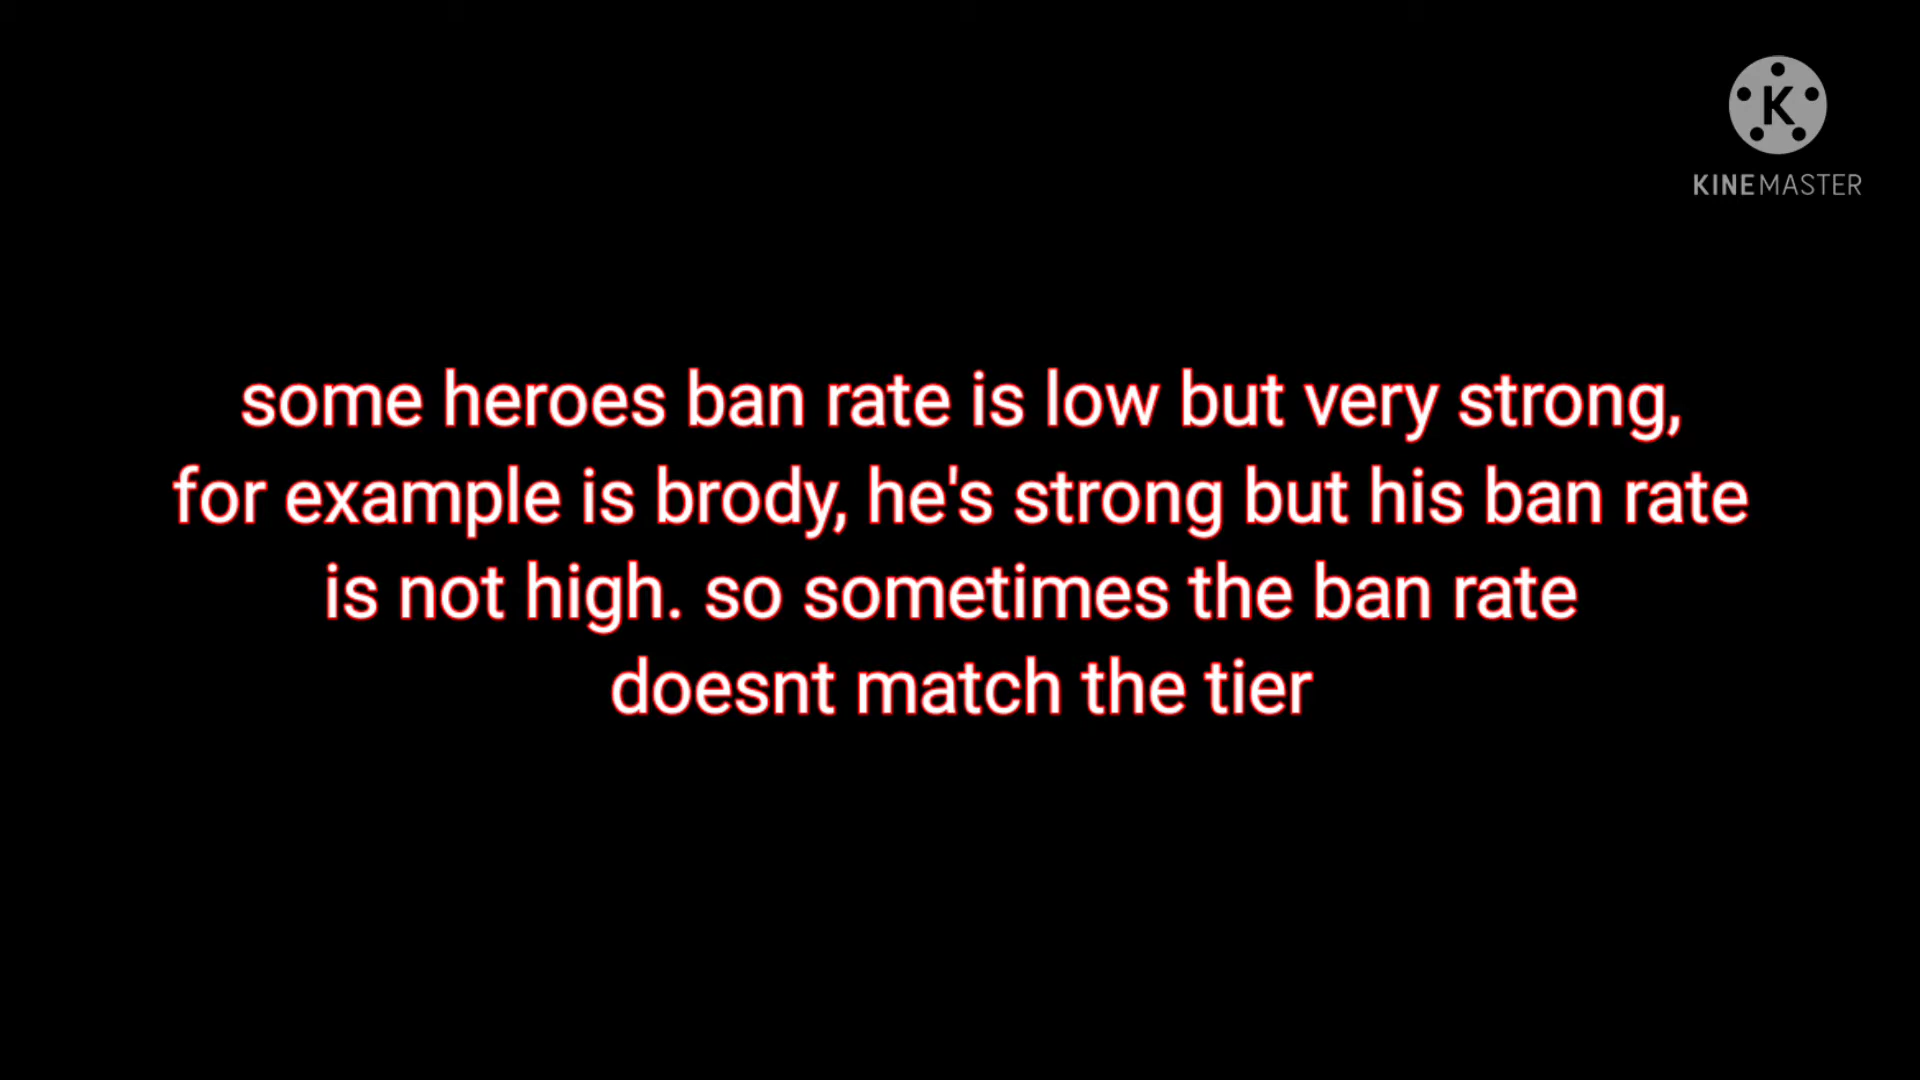 K
KINEMASTER
some heroes ban rate is low but very strong,
for example is brody, he's strong but his ban rate
is not high. so sometimes the ban rate
doesnt match the tier